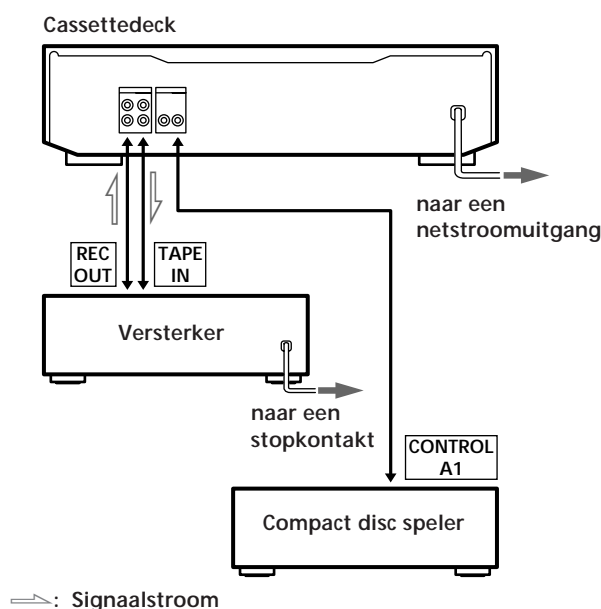 Cassettedeck
naar een
netstroomuitgang
REC
OUT
TAPE
IN
Versterker
naar een
stopkontakt
CONTROL
A1
Compact disc speler
: Signaalstroom